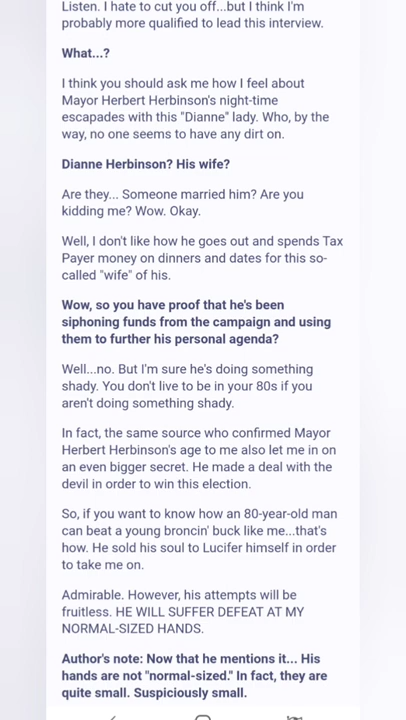 Listen. I hate to cut you off...but I think I'm
probably more qualified to lead this interview.
What...?
I think you should ask me how I feel about
Mayor Herbert Herbinson's night-time
escapades with this "Dianne" lady. Who, by the
way, no one seems to have any dirt on.
Dianne Herbinson? His wife?
Are they... Someone married him? Are you
kidding me? Wow. Okay.
Well, I don't like how he goes out and spends Tax
Payer money on dinners and dates for this so-
called "wife" of his.
Wow, so you have proof that he's been
siphoning funds from the campaign and using
them to further his personal agenda?
Well...no. But I'm sure he's doing something
shady. You don't live to be in your 80s if you
aren't doing something shady.
In fact, the same source who confirmed Mayor
Herbert Herbinson's age to me also let me in on
an even bigger secret. He made a deal with the
devil in order to win this election.
So, if you want to know how an 80-year-old man
can beat a young broncin' buck like me...that's
how. He sold his soul to Lucifer himself in order
to take me on.
Admirable. However, his attempts will be
fruitless. HE WILL SUFFER DEFEAT AT MY
NORMAL-SIZED HANDS.
Author's note: Now that he mentions it... His
hands are not "normal-sized." In fact, they are
quite small. Suspiciously small.